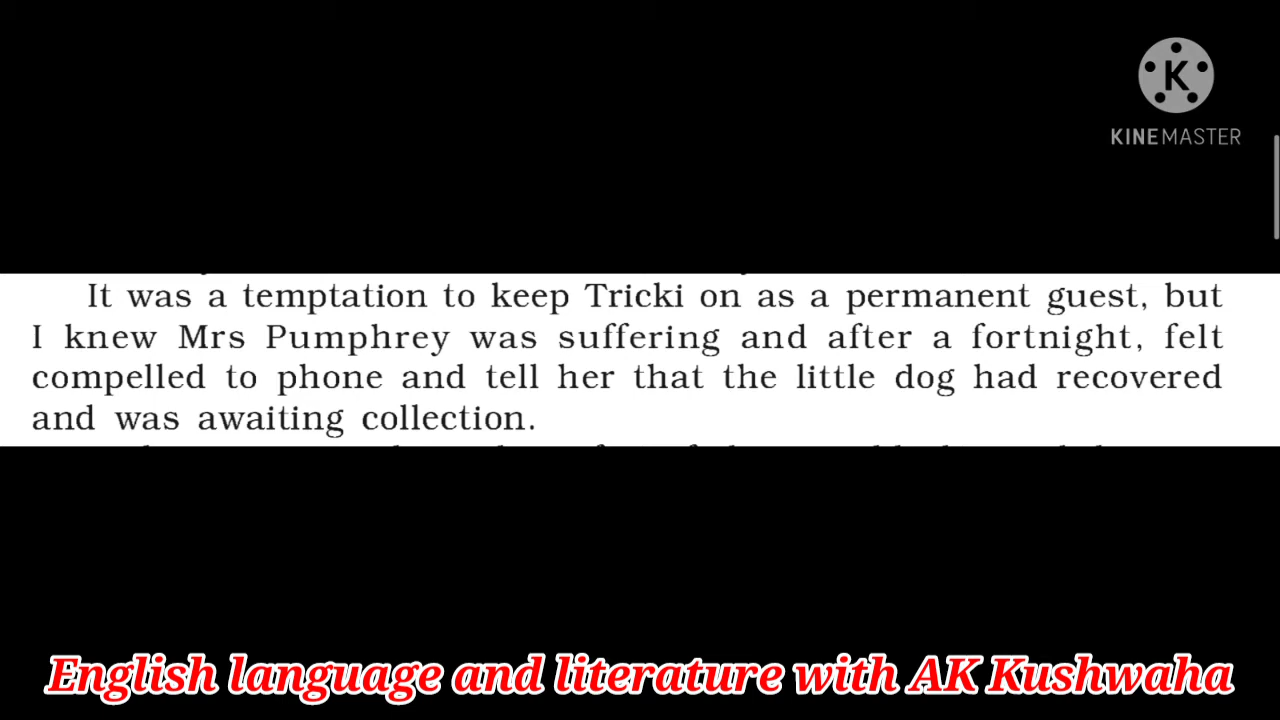 KINEMASTER
It was a temptation to keep Tricki on as a permanent guest, but
I knew Mrs Pumphrey was suffering and after a fortnight, felt
compelled to phone and tell her that the little dog had recovered
and was awaiting collection.
English language and literature with AK Kushwaha